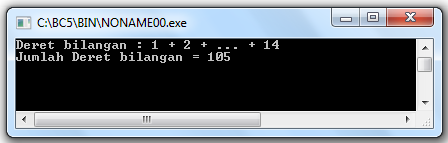 C:\BC5\BIN\NONAME00.exe
Deret bilangan : 1 + 2 + ... + 14
Jumlah Deret bilangan = 105